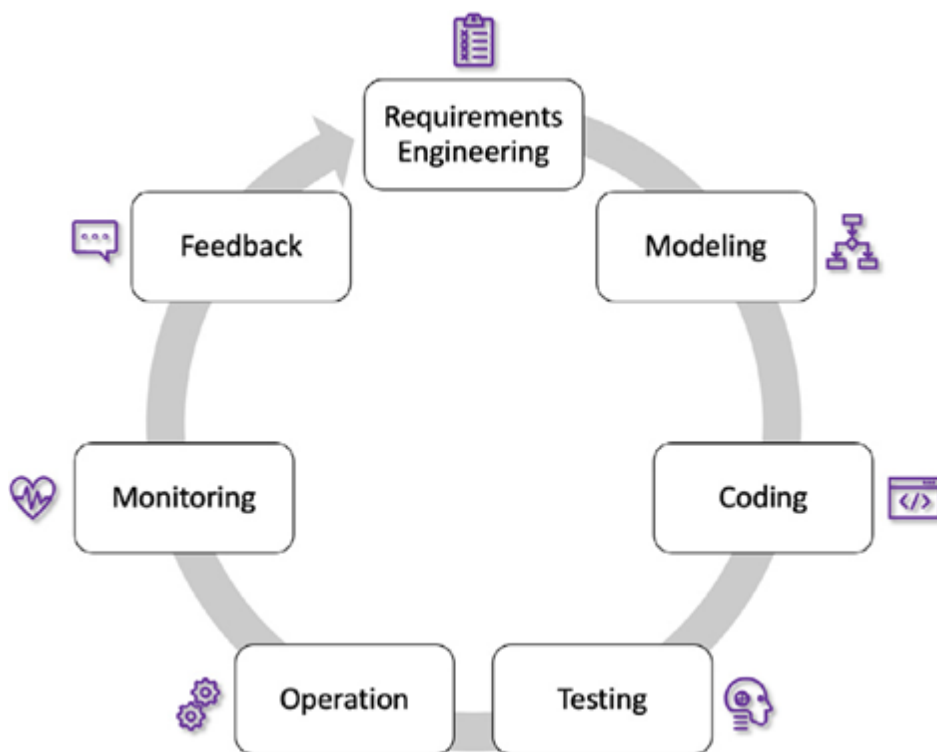 Requirements
Engineering
Modeling
Coding
Testing
Operation
Monitoring
Feedback